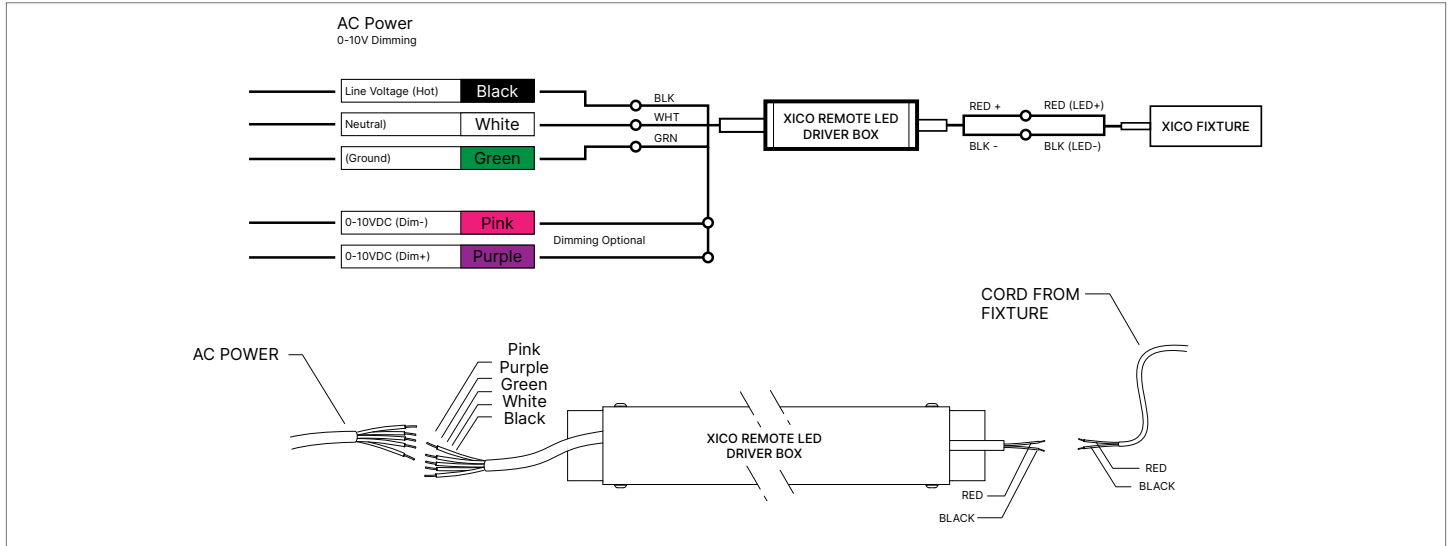 AC Power
0-10V Dimming
Line Voltage (Hot) Black
Neutral) White
(Ground) Green
0-10VDC (Dim-) Pink
0-10VDC (Dim+) Purple
Dimming Optional
BLK
WHT
GRN
XICO REMOTE LED
DRIVER BOX
RED + RED (LED+)
BLK - BLK (LED-)
XICO FIXTURE
CORD FROM
FIXTURE
AC POWER
Pink
Purple
Green
White
Black
XICO REMOTE LED
DRIVER BOX
RED
BLACK
RED
BLACK